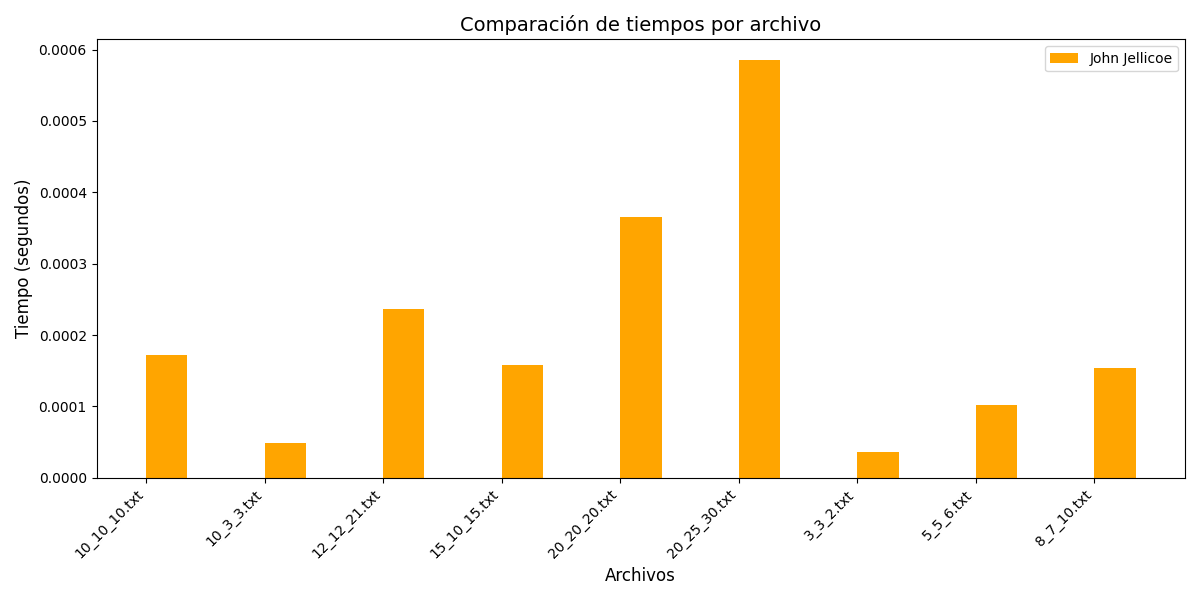 Comparación de tiempos por archivo
John Jellicoe
Tiempo (segundos)
0.0006
0.0005
0.0004
0.0003
0.0002
0.0001
0.0000
10_10_10.txt
10_3_3.txt
12_12_21.txt
15_10_15.txt
20_20_20.txt
20_25_30.txt
3_3_2.txt
5_5_6.txt
8_7_10.txt
Archivos